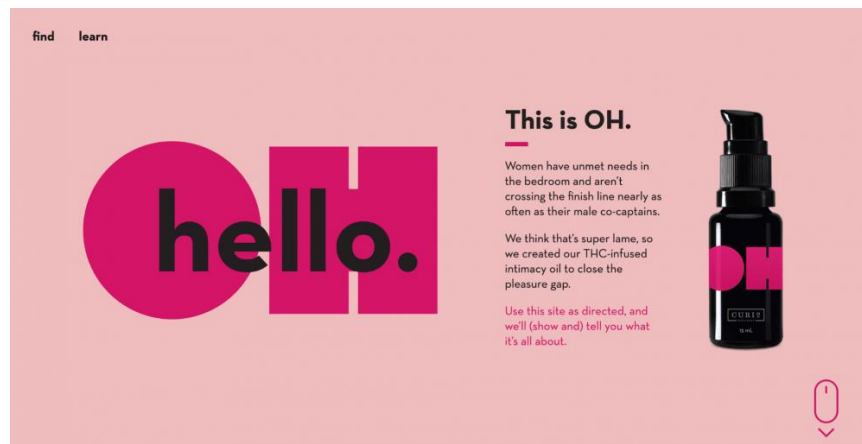 find learn
OH
hello.
This is OH.
Women have unmet needs in
the bedroom and aren't
crossing the finish line nearly as
often as their male co-captains.
We think that's super lame, so
we created our THC-infused
intimacy oil to close the
pleasure gap.
Use this site as directed, and
we'll (show and) tell you what
it's all about.
OH
CURIO
15 mL